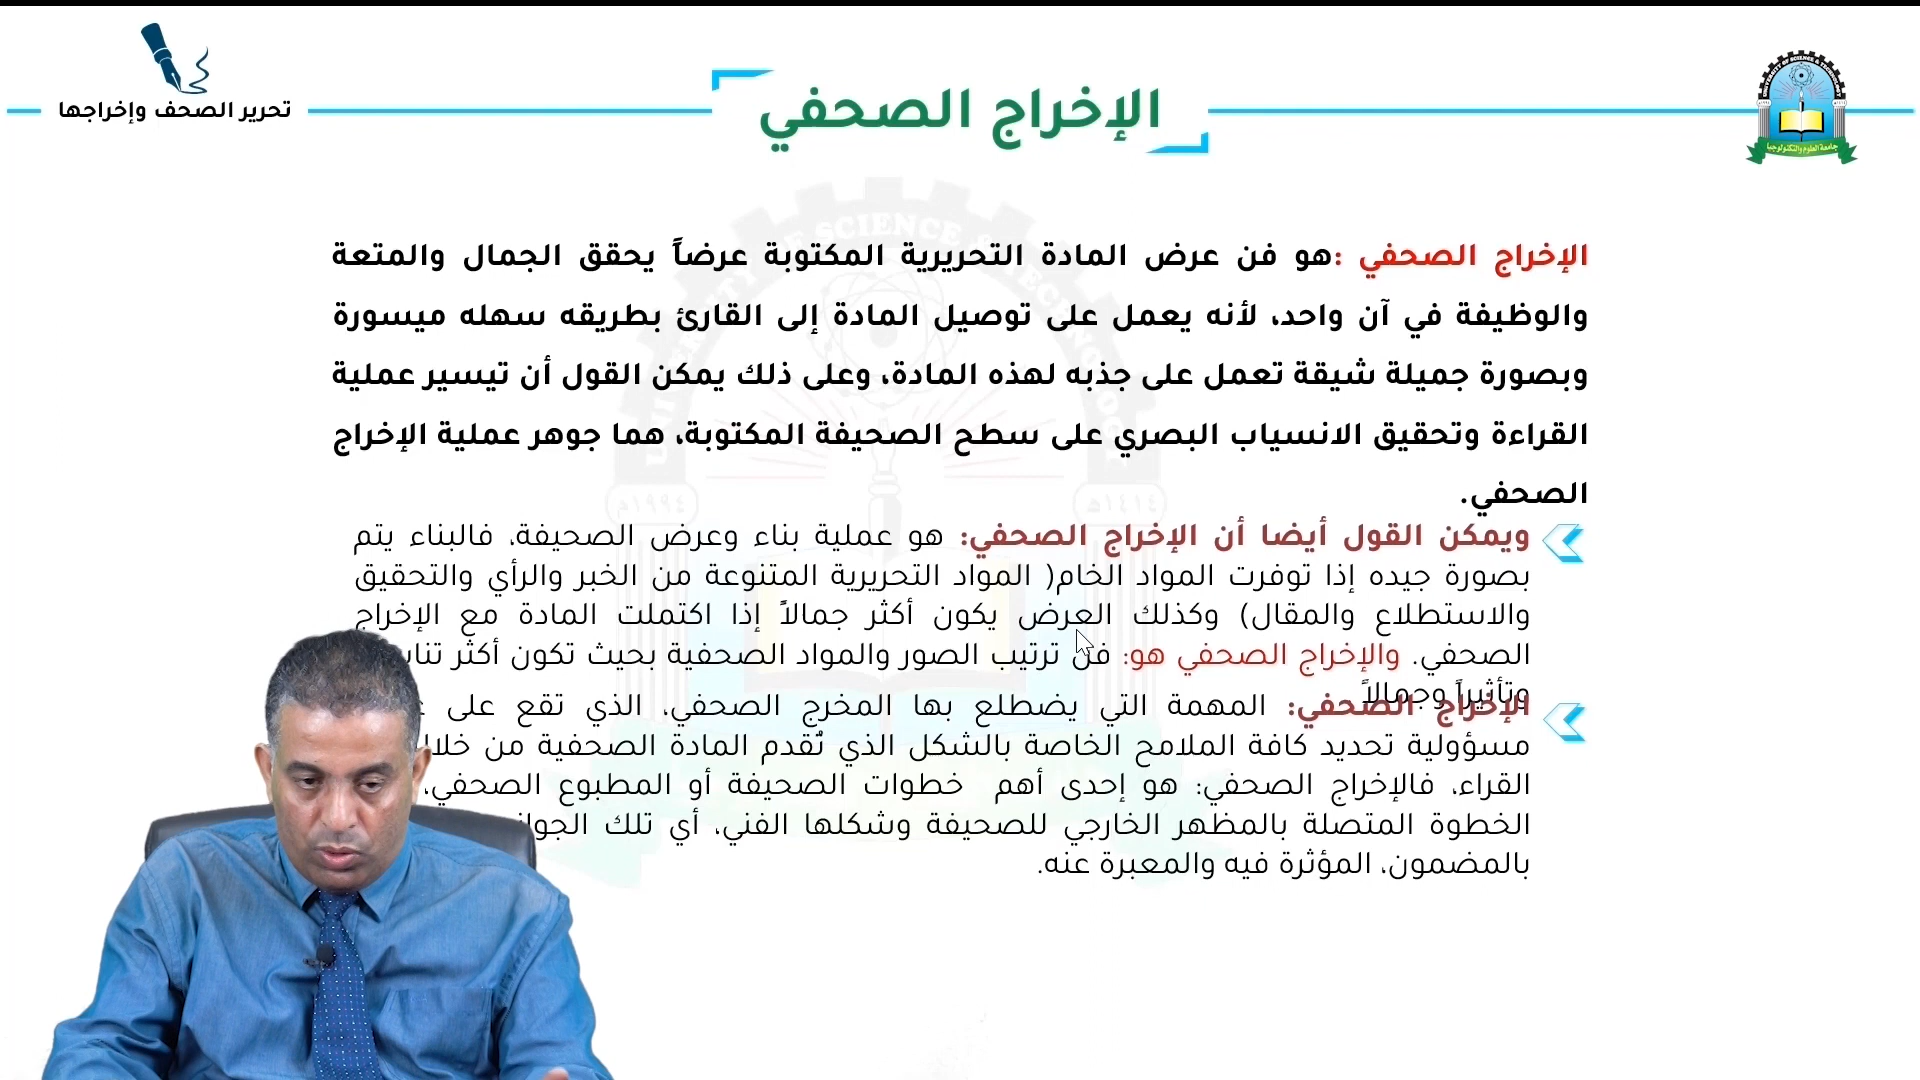 تحرير الصحف وإخراجها
الإخراج الصحفي
جامعة العلوم والتكنولوجيا
الإخراج الصحفي :هو فن عرض المادة التحريرية المكتوبة عرضاً يحقق الجمال والمتعة
والوظيفة في آن واحد، لأنه يعمل على توصيل المادة إلى القارئ بطريقه سهله ميسورة
وبصورة جميلة شيقة تعمل على جذبه لهذه المادة، وعلى ذلك يمكن القول أن تيسير عملية
القراءة وتحقيق الانسياب البصري على سطح الصحيفة المكتوبة، هما جوهر عملية الإخراج
الصحفي.
ويمكن القول أيضا أن الإخراج الصحفي: هو عملية بناء وعرض الصحيفة، فالبناء يتم
بصورة جيده إذا توفرت المواد الخام( المواد التحريرية المتنوعة من الخبر والرأي والتحقيق
والاستطلاع والمقال) وكذلك العرض يكون أكثر جمالاً إذا اكتملت المادة مع الإخراج
الصحفي. والإخراج الصحفي هو: فن ترتيب الصور والمواد الصحفية بحيث تكون أكثر
وتأثيراً وجمالاً
الإخراج الصحفي: المهمة التي يضطلع بها المخرج الصحفي، الذي تقع على
مسؤولية تحديد كافة الملامح الخاصة بالشكل الذي تُقدم المادة الصحفية من
القراء، فالإخراج الصحفي: هو إحدى أهم خطوات الصحيفة أو المطبوع الصحفي،
الخطوة المتصلة بالمظهر الخارجي للصحيفة وشكلها الفني، أي تلك
بالمضمون، المؤثرة فيه والمعبرة عنه.